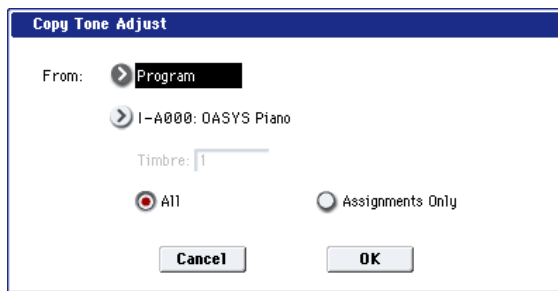 Copy Tone Adjust
From: Program
I-A000: OASYS Piano
Timbre: 1
All Assignments Only
Cancel OK